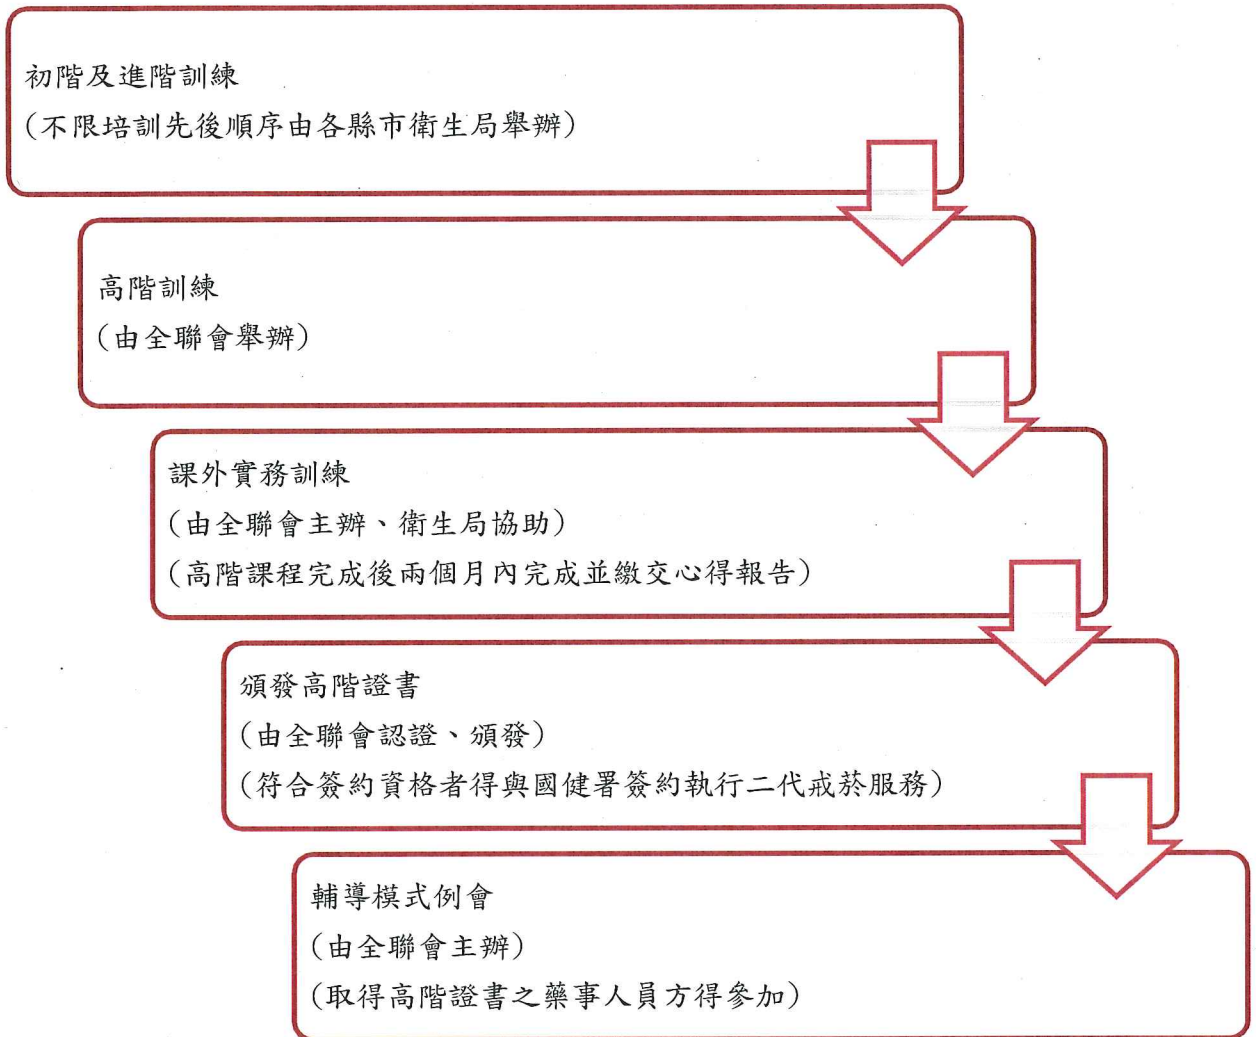 初階及進階訓練
(不限培訓先後順序由各縣市衛生局舉辦)
高階訓練
(由全聯會舉辦)
課外實務訓練
(由全聯會主辦、衛生局協助)
(高階課程完成後兩個月內完成並繳交心得報告)
頒發高階證書
(由全聯會認證、頒發)
(符合簽約資格者得與國健署簽約執行二代戒菸服務)
輔導模式例會
(由全聯會主辦)
(取得高階證書之藥事人員方得參加)